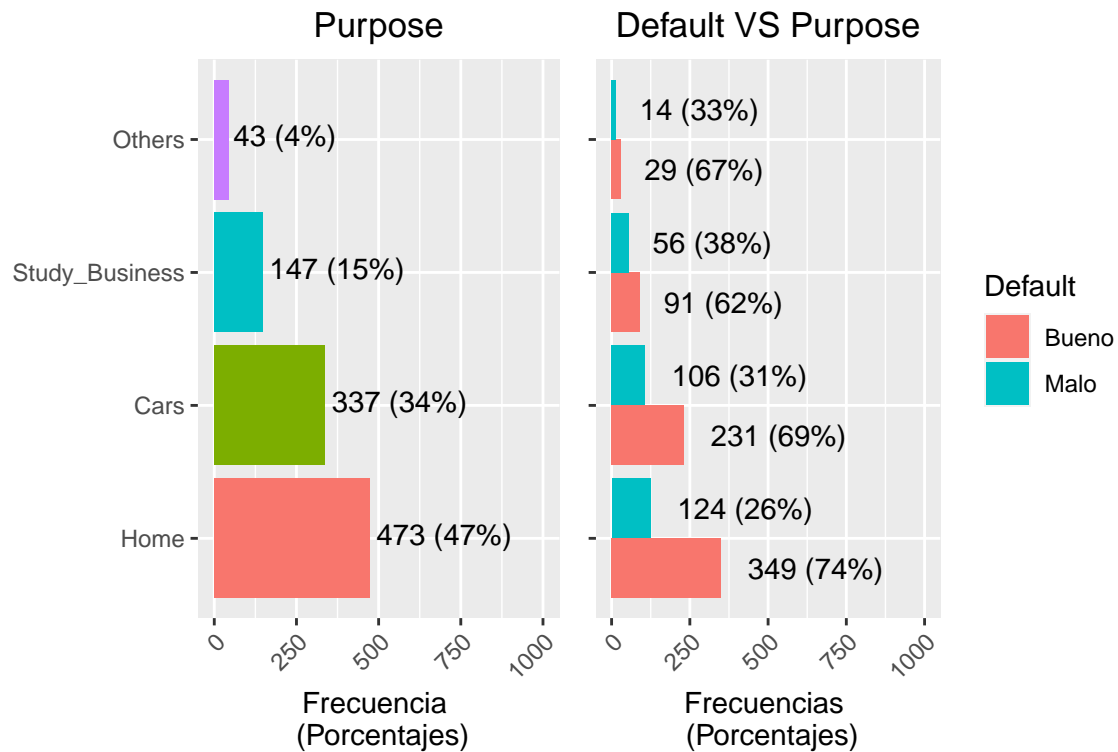 Purpose
Default VS Purpose
Others
43 (4%)
14 (33%)
29 (67%)
Study_Business
147 (15%)
56 (38%)
91 (62%)
Cars
337 (34%)
106 (31%)
231 (69%)
Home
473 (47%)
124 (26%)
349 (74%)
Default
Bueno
Malo
0 250 500 750 1000
0 250 500 750 1000
Frecuencia
(Porcentajes)
Frecuencias
(Porcentajes)